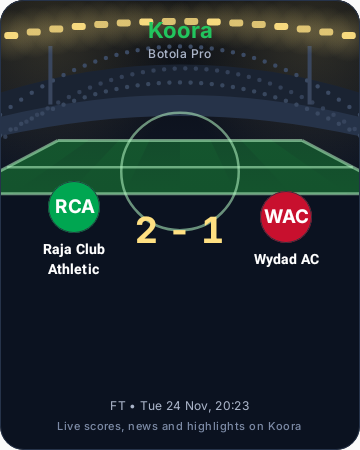 Koora
Botola Pro
RCA
Raja Club
Athletic
2 - 1
WAC
Wydad AC
FT • Tue 24 Nov, 20:23
Live scores, news and highlights on Koora